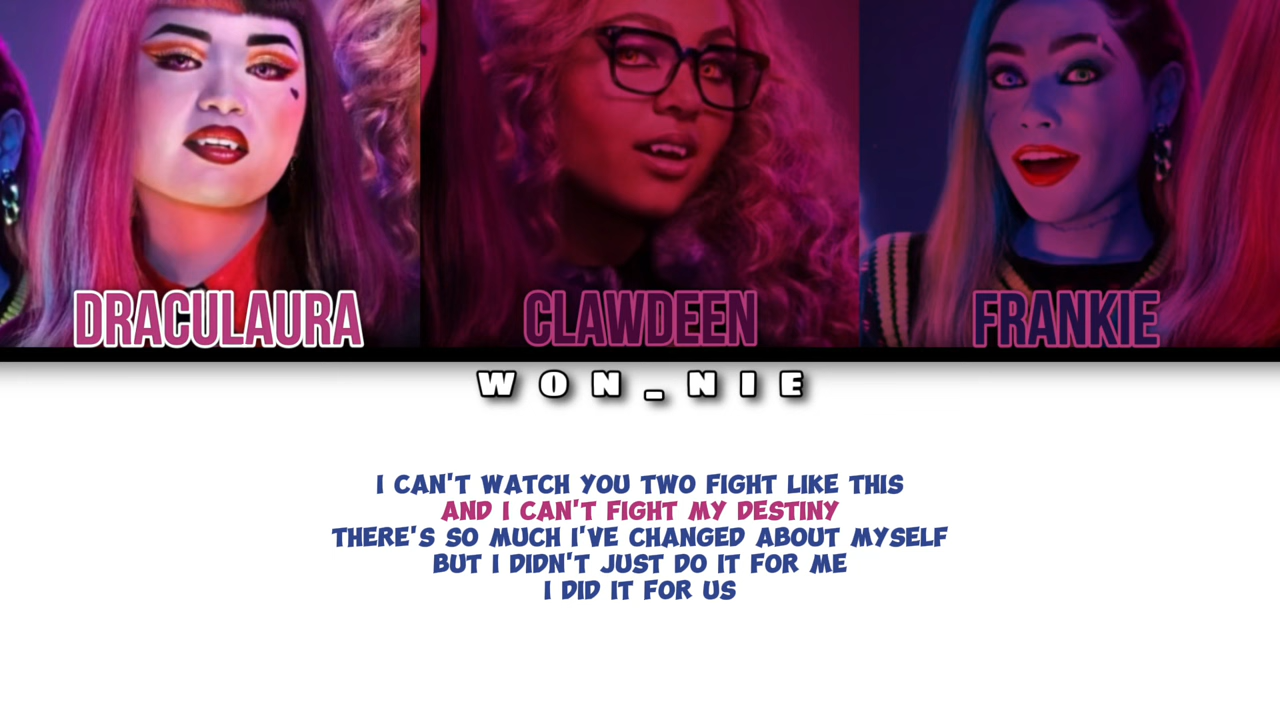 DRACULAURA
CLAWDEEN
FRANKIE
WON_NIE
I CAN'T WATCH YOU TWO FIGHT LIKE THIS
AND I CAN'T FIGHT MY DESTINY
THERE'S SO MUCH I'VE CHANGED ABOUT MYSELF
BUT I DIDN'T JUST DO IT FOR ME
I DID IT FOR US